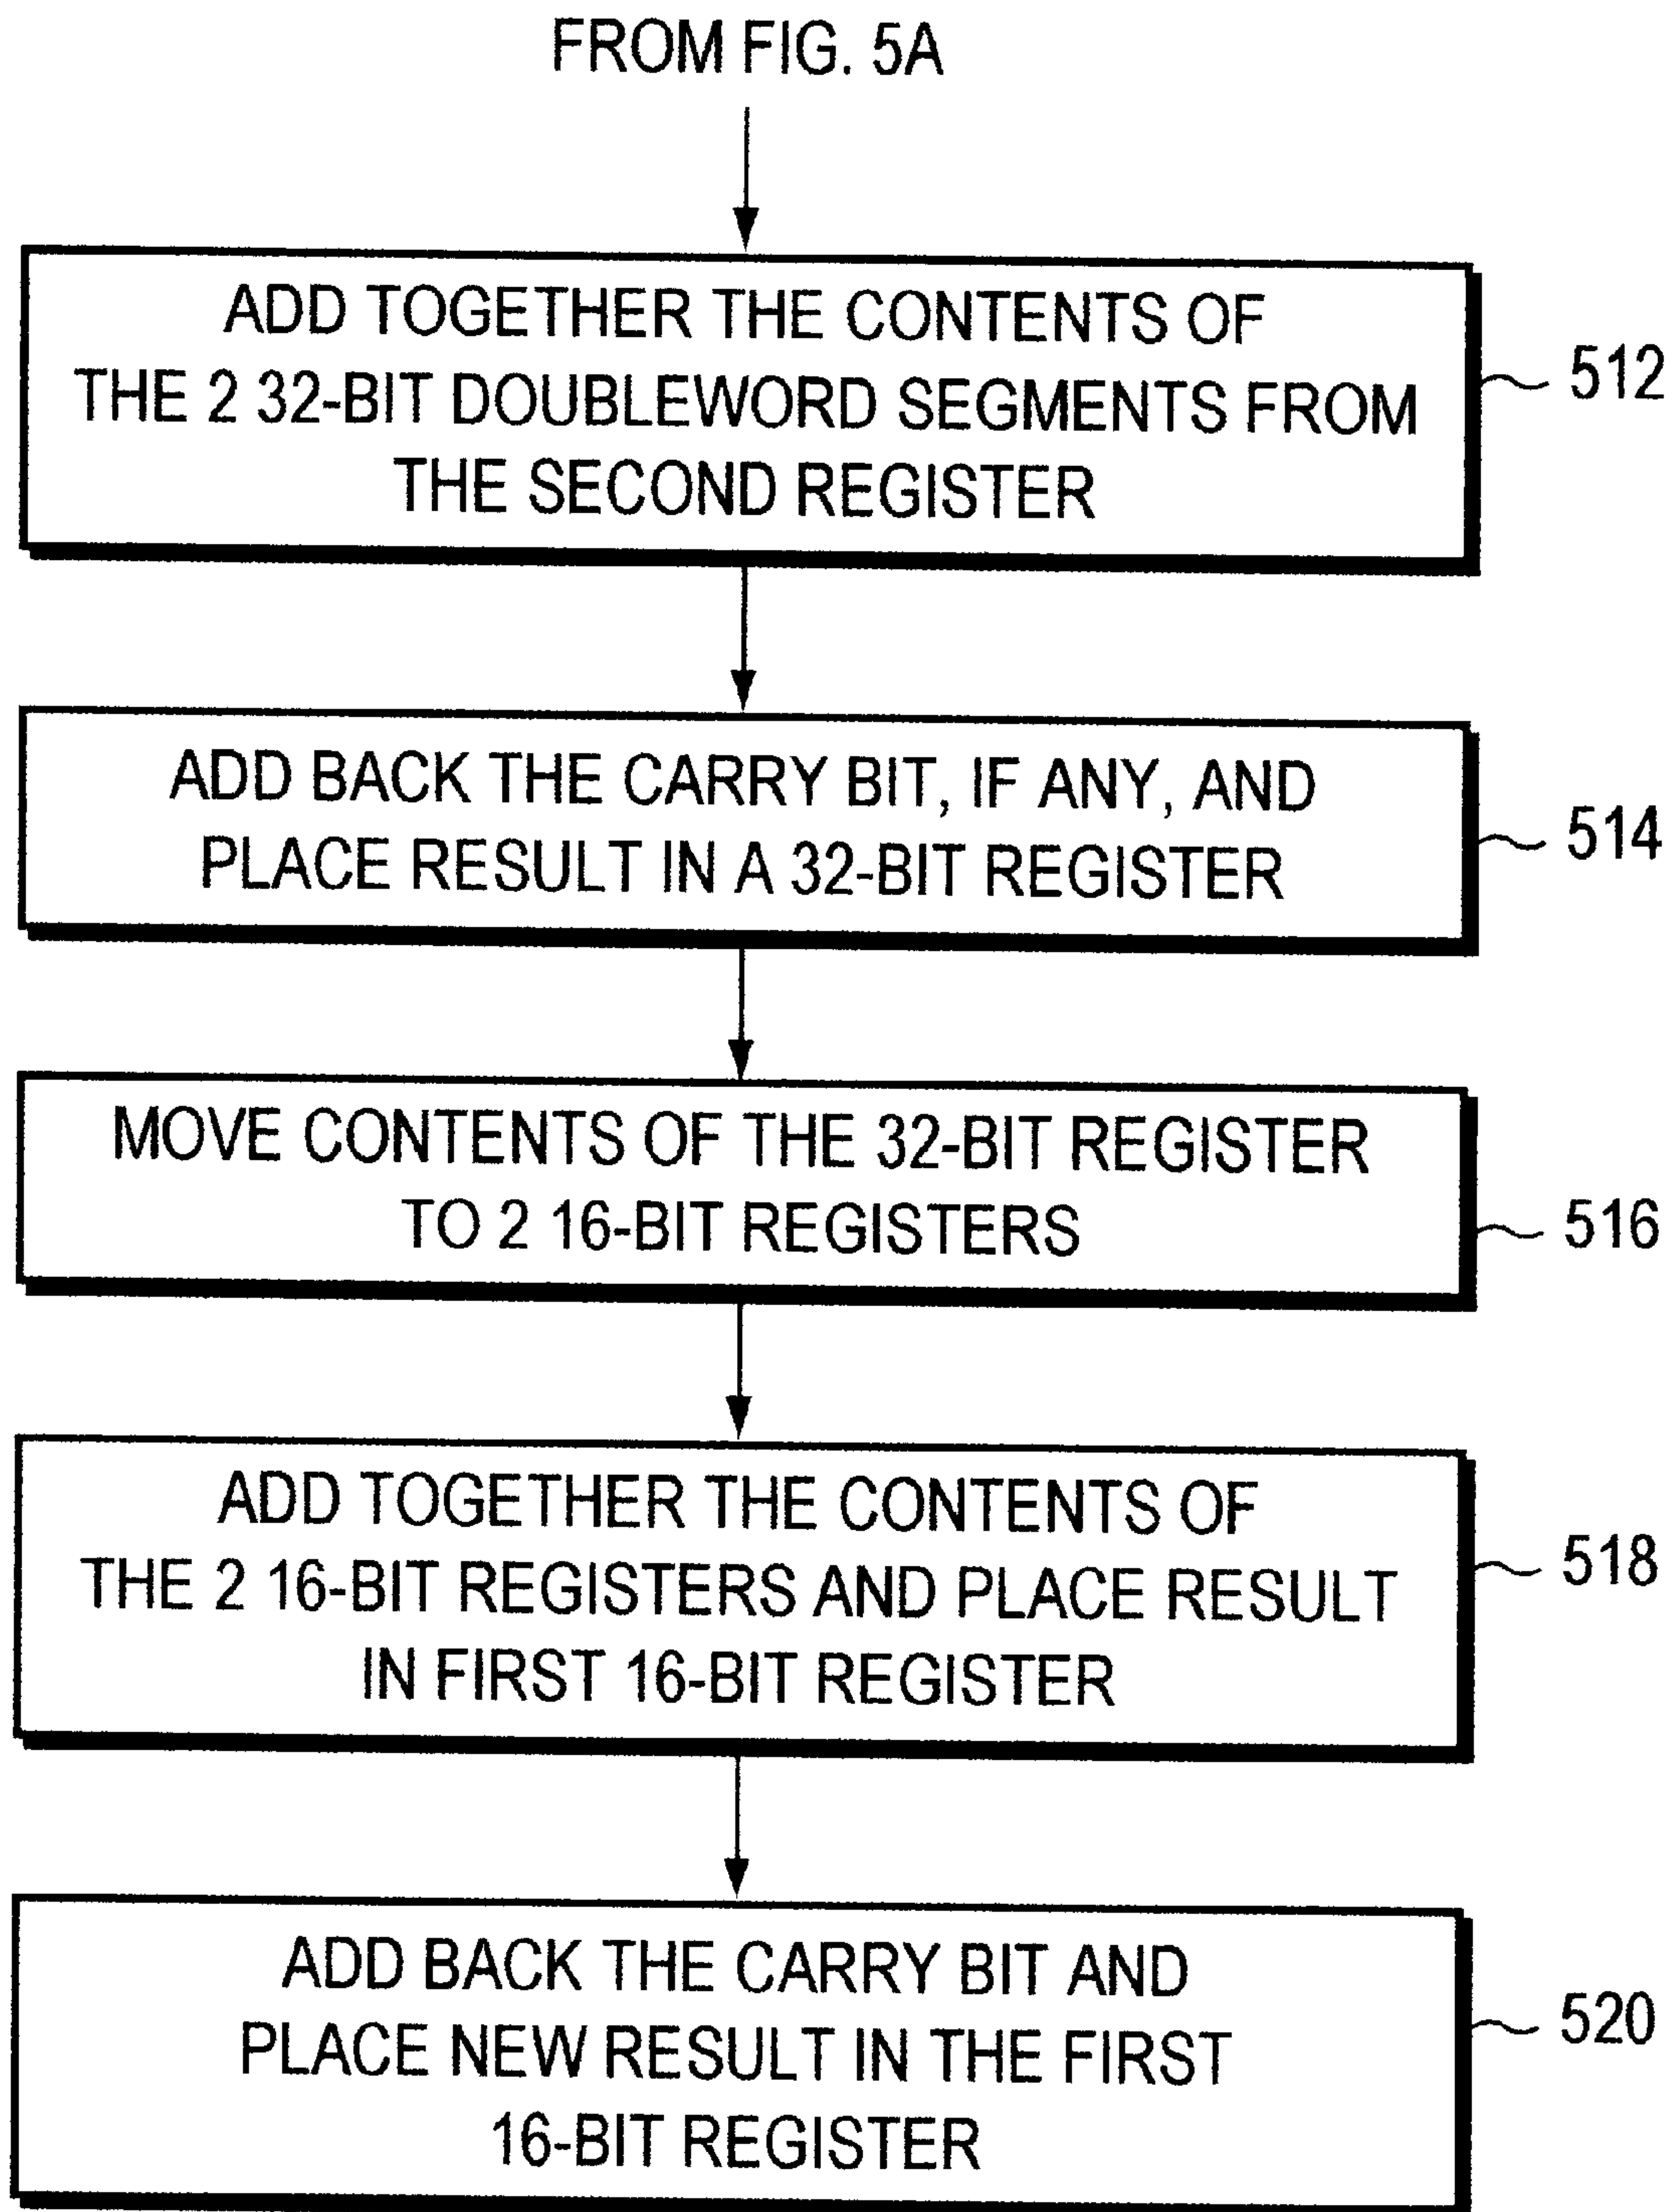 FROM FIG. 5A
ADD TOGETHER THE CONTENTS OF
THE 2 32-BIT DOUBLEWORD SEGMENTS FROM
THE SECOND REGISTER
512
ADD BACK THE CARRY BIT, IF ANY, AND
PLACE RESULT IN A 32-BIT REGISTER
514
MOVE CONTENTS OF THE 32-BIT REGISTER
TO 2 16-BIT REGISTERS
516
ADD TOGETHER THE CONTENTS OF
THE 2 16-BIT REGISTERS AND PLACE RESULT
IN FIRST 16-BIT REGISTER
518
ADD BACK THE CARRY BIT AND
PLACE NEW RESULT IN THE FIRST
16-BIT REGISTER
520